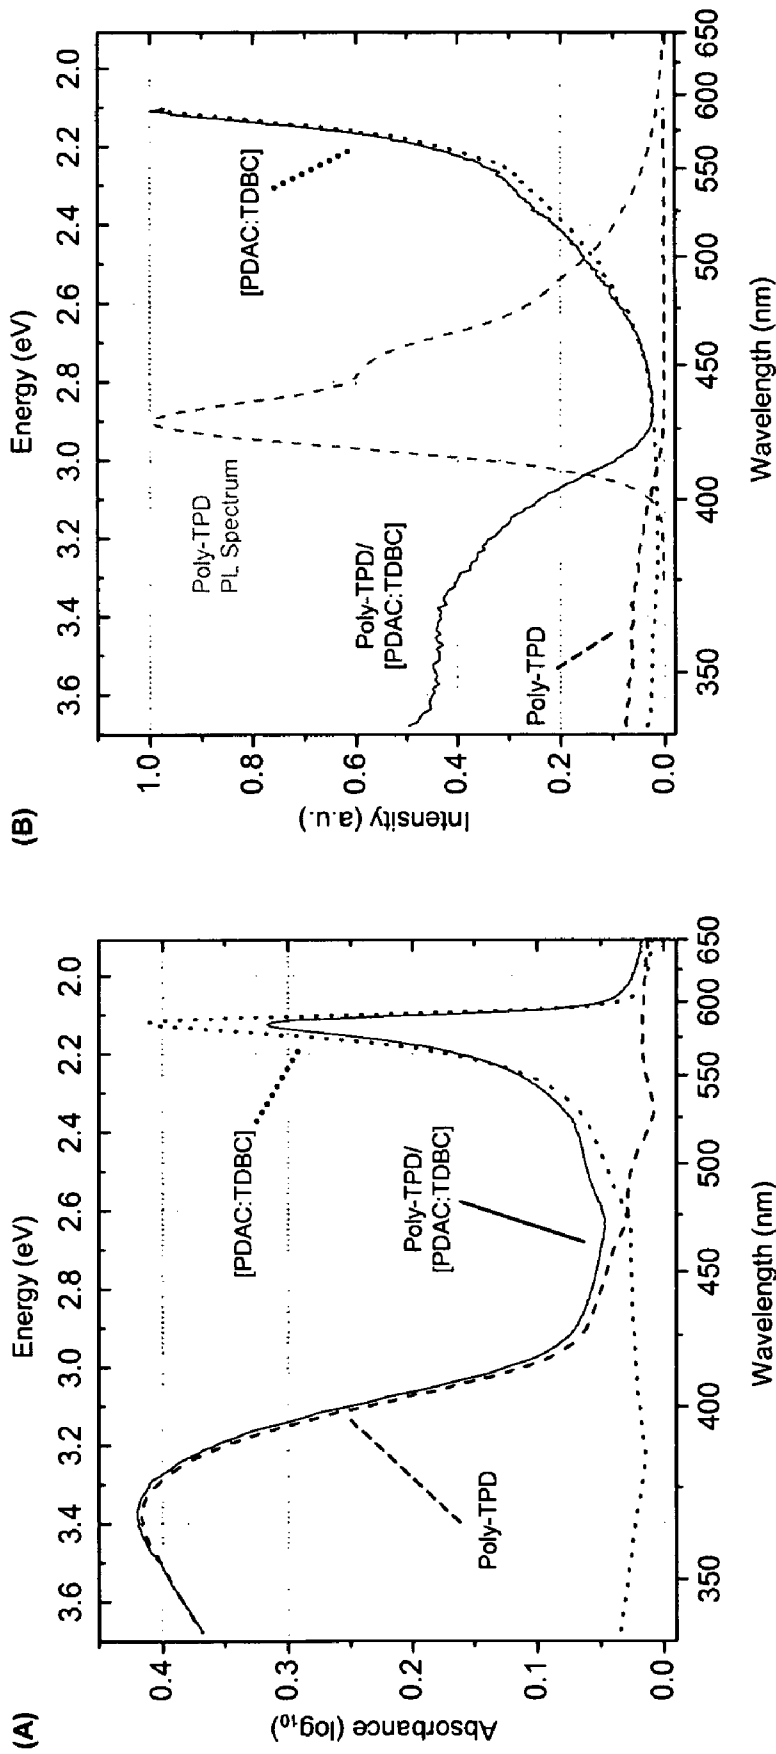 (A)
Energy (eV)
3.6 3.4 3.2 3.0 2.8 2.6 2.4 2.2 2.0
0.4
0.3
0.2
0.1
0.0
Absorbance (log10)
[PDAC:TDBC]
Poly-TPD/
[PDAC:TDBC]
Poly-TPD
350 400 450 500 550 600 650
Wavelength (nm)
(B)
Energy (eV)
3.6 3.4 3.2 3.0 2.8 2.6 2.4 2.2 2.0
1.0
0.8
0.6
0.4
0.2
0.0
Intensity (a.u.)
Poly-TPD
PL Spectrum
[PDAC:TDBC]
Poly-TPD/
[PDAC:TDBC]
Poly-TPD
350 400 450 500 550 600 650
Wavelength (nm)